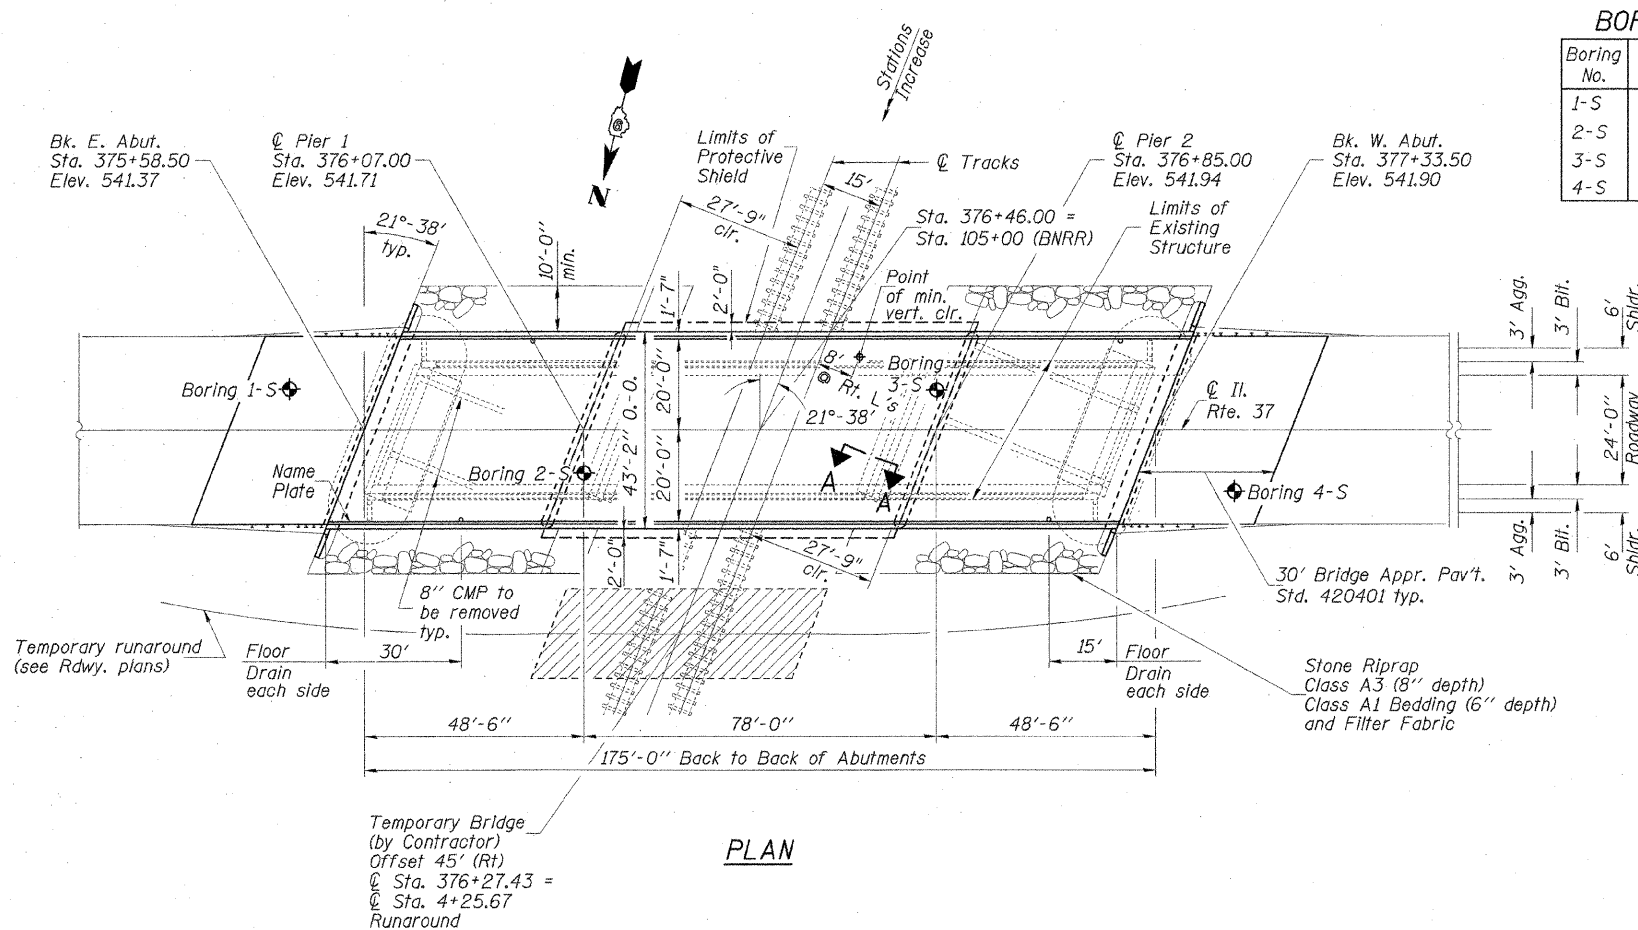 BOR
Boring
No.
1-S
2-S
3-S
4-S
Stations
Increase
N
Bk. E. Abut.
Sta. 375+58.50
Elev. 541.37
℄ Pier 1
Sta. 376+07.00
Elev. 541.71
Limits of
Protective
Shield
℄ Tracks
℄ Pier 2
Sta. 376+85.00
Elev. 541.94
Bk. W. Abut.
Sta. 377+33.50
Elev. 541.90
21°-38'
typ.
10'-0"
min.
27'-9"
clr.
15'
Sta. 376+46.00 =
Sta. 105+00 (BNRR)
Limits of
Existing
Structure
1'-7"
2'-0"
Point
of min.
vert. clr.
3' Agg.
3' Bit.
6'
Shldr.
Boring 1-S
8'
@
Rt. L's
Boring
3-S
21°-38'
℄ Il.
Rte. 37
43'-2" O.-O.
20'-0"
20'-0"
24'-0"
Roadway
Name
Plate
Boring 2-S
A
A
Boring 4-S
3' Agg.
3' Bit.
6'
Shldr.
2'-0"
1'-7"
27'-9"
clr.
8" CMP to
be removed
typ.
30' Bridge Appr. Pav't.
Std. 420401 typ.
Temporary runaround
(see Rdwy. plans)
Floor
Drain
each side
30'
15'
Floor
Drain
each side
Stone Riprap
Class A3 (8" depth)
Class A1 Bedding (6" depth)
and Filter Fabric
48'-6"
78'-0"
48'-6"
175'-0" Back to Back of Abutments
Temporary Bridge
(by Contractor)
Offset 45' (Rt)
℄ Sta. 376+27.43 =
℄ Sta. 4+25.67
Runaround
PLAN